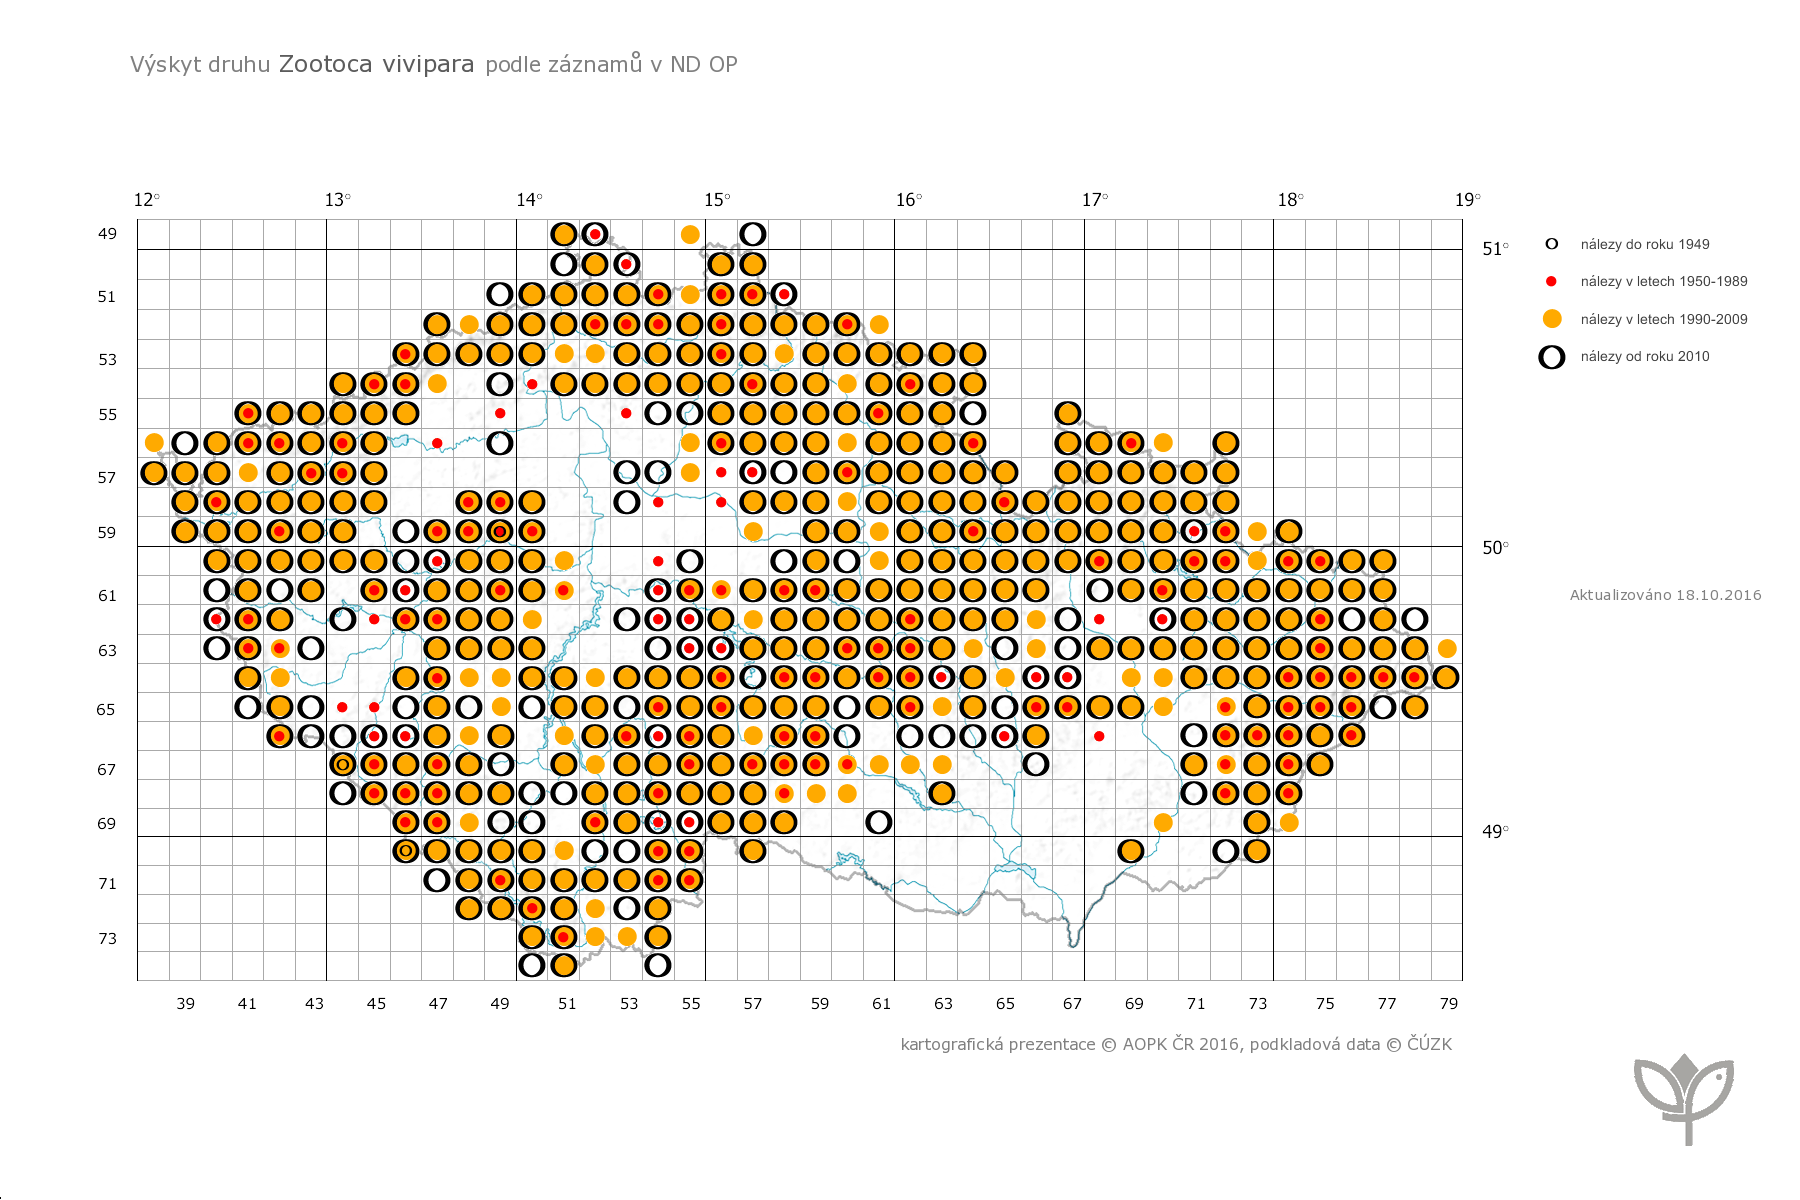 Výskyt druhu Zootoca vivipara podle záznamů v ND OP
12° 13° 14° 15° 16° 17° 18° 19°
49
51°
nálezy do roku 1949
51
nálezy v letech 1950-1989
nálezy v letech 1990-2009
53
nálezy od roku 2010
55
57
59
50°
61
Aktualizováno 18.10.2016
63
65
67
69
49°
71
73
39 41 43 45 47 49 51 53 55 57 59 61 63 65 67 69 71 73 75 77 79
kartografická prezentace © AOPK ČR 2016, podkladová data © ČÚZK